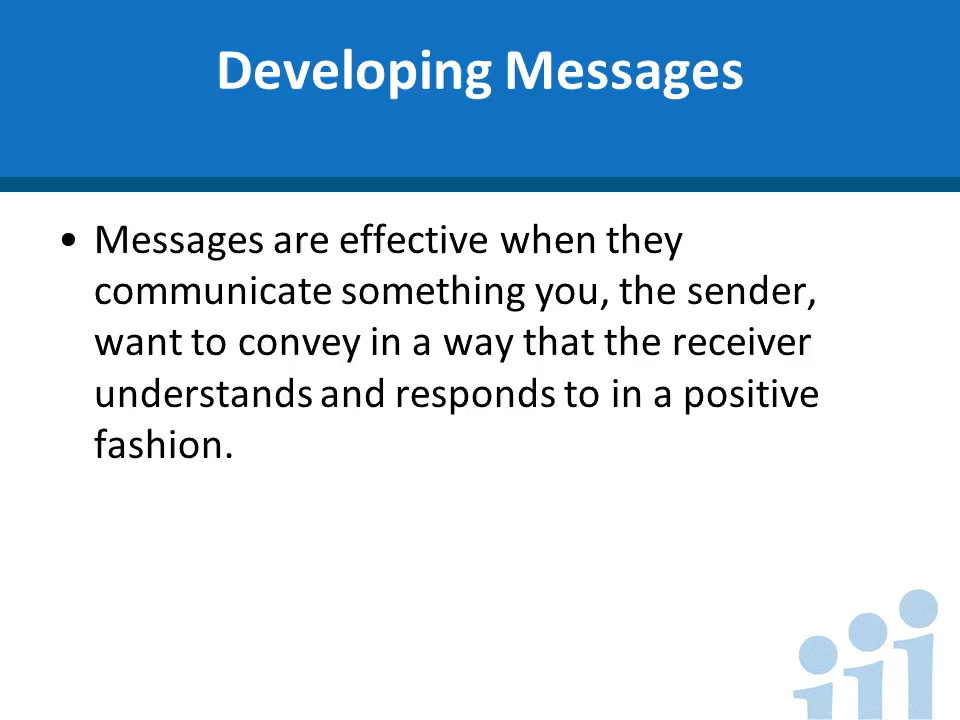 Developing Messages
• Messages are effective when they
communicate something you, the sender,
want to convey in a way that the receiver
understands and responds to in a positive
fashion.